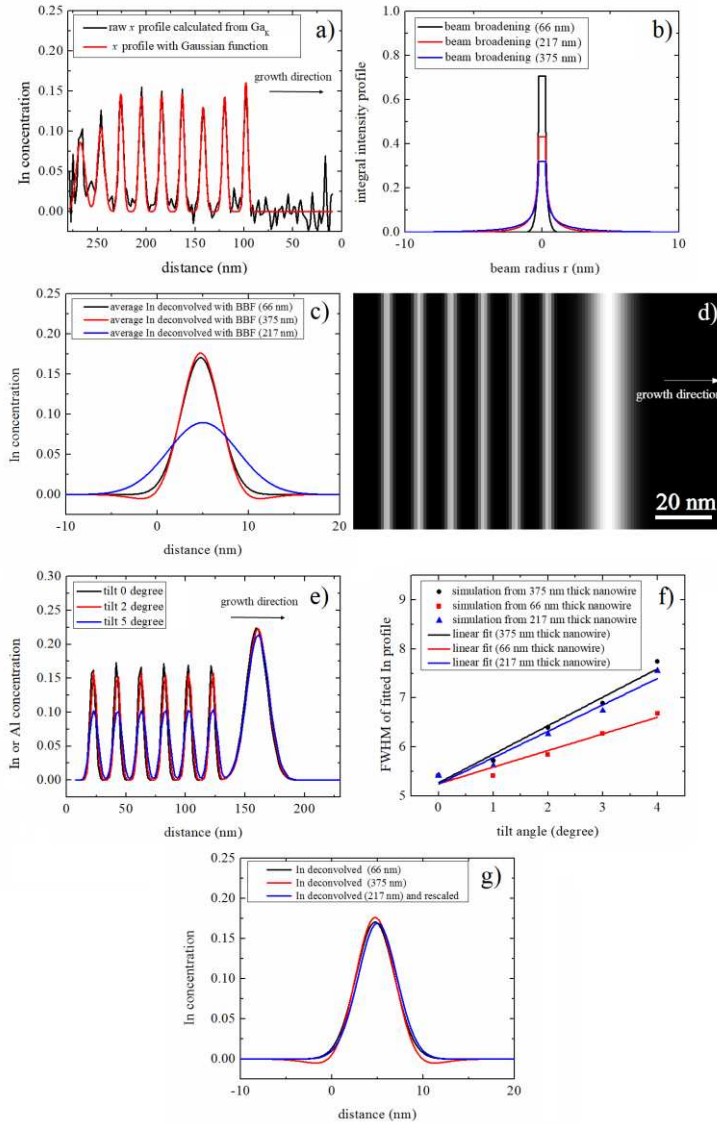 a)
raw x profile calculated from Ga_K
x profile with Gaussian function
growth direction
In concentration
0.25
0.20
0.15
0.10
0.05
0.00
250 200 150 100 50 0
distance (nm)
b)
beam broadening (66 nm)
beam broadening (217 nm)
beam broadening (375 nm)
integral intensity profile
1.0
0.8
0.6
0.4
0.2
0.0
-10 0 10
beam radius r (nm)
c)
average In deconvolved with BBF (66 nm)
average In deconvolved with BBF (375 nm)
average In deconvolved with BBF (217 nm)
In concentration
0.25
0.20
0.15
0.10
0.05
0.00
-10 0 10 20
distance (nm)
d)
growth direction
20 nm
e)
tilt 0 degree
tilt 2 degree
tilt 5 degree
growth direction
In or Al concentration
0.30
0.25
0.20
0.15
0.10
0.05
0.00
0 50 100 150 200
distance (nm)
f)
simulation from 375 nm thick nanowire
simulation from 66 nm thick nanowire
simulation from 217 nm thick nanowire
linear fit (375 nm thick nanowire)
linear fit (66 nm thick nanowire)
linear fit (217 nm thick nanowire)
FWHM of fitted In profile
9
8
7
6
5
0 1 2 3 4
tilt angle (degree)
g)
In deconvolved (66 nm)
In deconvolved (375 nm)
In deconvolved (217 nm) and rescaled
In concentration
0.25
0.20
0.15
0.10
0.05
0.00
-10 0 10 20
distance (nm)